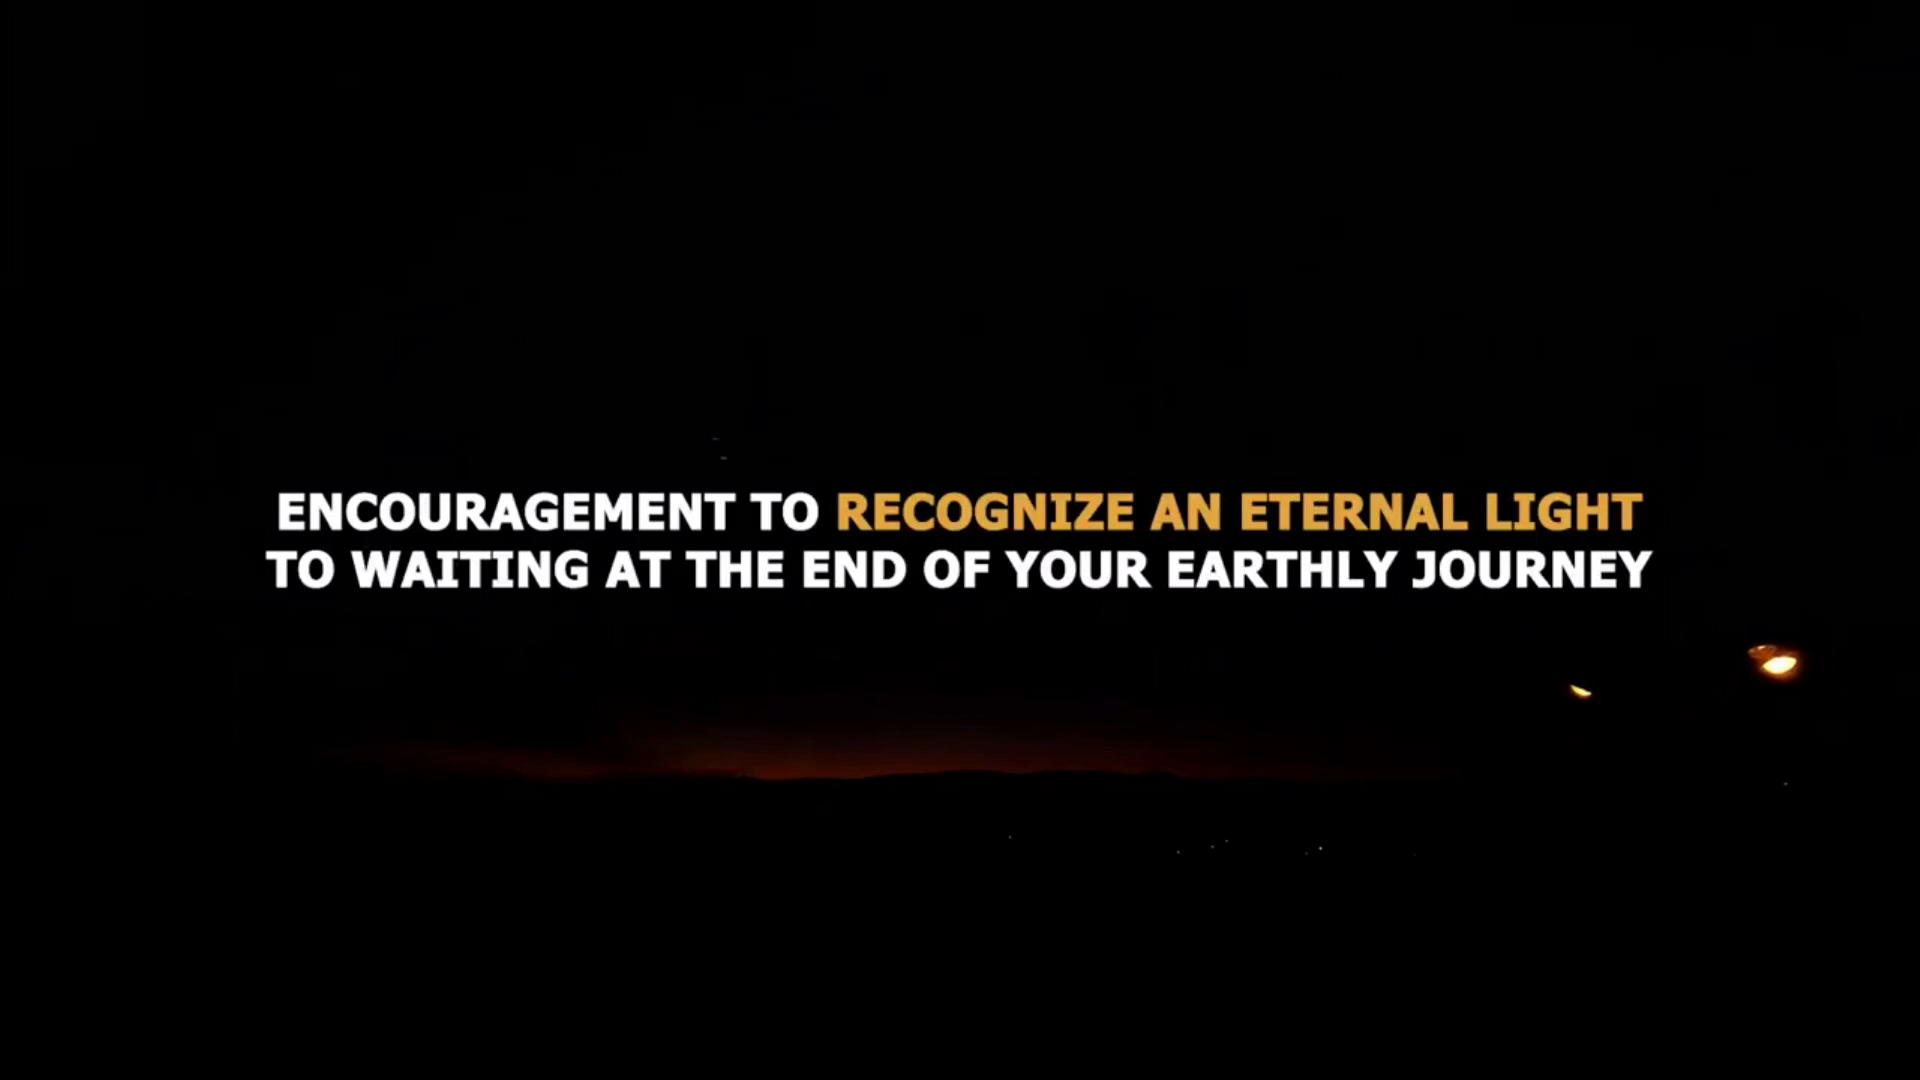 ENCOURAGEMENT TO RECOGNIZE AN ETERNAL LIGHT
TO WAITING AT THE END OF YOUR EARTHLY JOURNEY